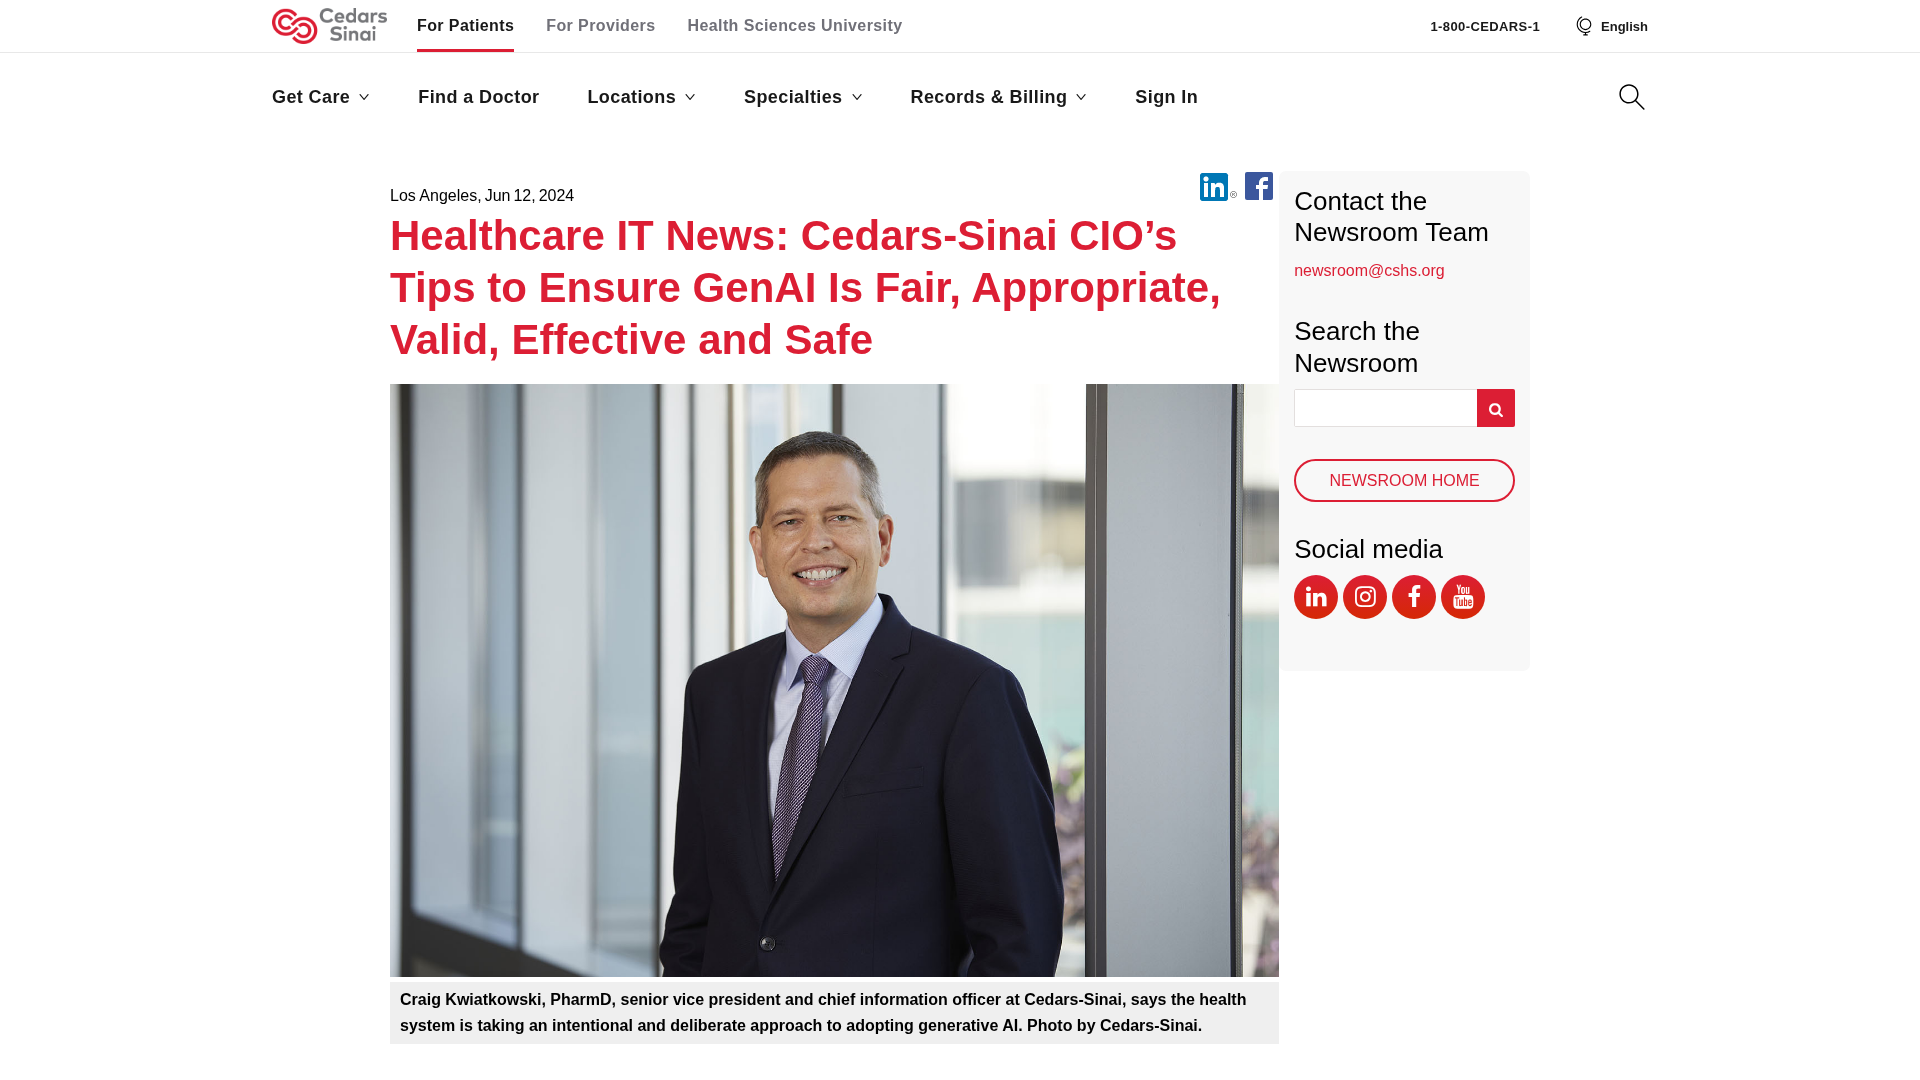 Cedars
Sinai
For Patients
For Providers
Health Sciences University
1-800-CEDARS-1
English
Get Care
Find a Doctor
Locations
Specialties
Records & Billing
Sign In
Los Angeles, Jun 12, 2024
in®
f
Healthcare IT News: Cedars-Sinai CIO’s
Tips to Ensure GenAI Is Fair, Appropriate,
Valid, Effective and Safe
Craig Kwiatkowski, PharmD, senior vice president and chief information officer at Cedars-Sinai, says the health
system is taking an intentional and deliberate approach to adopting generative AI. Photo by Cedars-Sinai.
Contact the
Newsroom Team
newsroom@cshs.org
Search the
Newsroom
NEWSROOM HOME
Social media
in
f
You
Tube